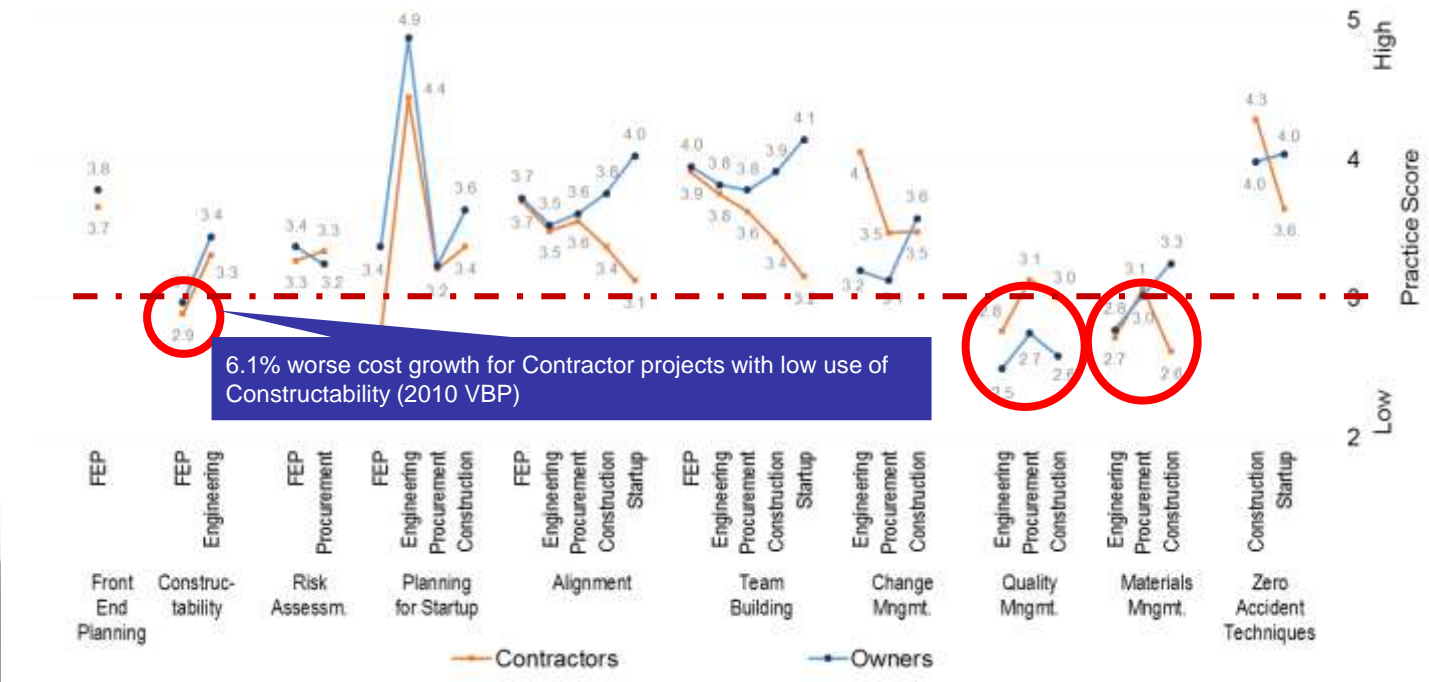 5
High
4
Practice Score
3
Low
2
3.8
3.7
2.9
3.4
3.3
3.4
3.3
3.3
3.2
3.4
4.9
4.4
3.2
3.6
3.4
3.7
3.7
3.5
3.5
3.6
3.6
3.8
3.4
4.0
3.1
4.0
3.9
3.8
3.8
3.8
3.6
3.9
3.4
4.1
3.2
3.2
3.5
3.6
3.5
2.8
2.5
3.1
2.7
3.0
2.6
2.8
2.7
3.1
3.0
3.3
2.6
4.3
4.0
4.0
3.6
6.1% worse cost growth for Contractor projects with low use of
Constructability (2010 VBP)
FEP
FEP
Engineering
FEP
Procurement
FEP
Engineering
Procurement
Construction
FEP
Engineering
Procurement
Construction
Startup
FEP
Engineering
Procurement
Construction
Startup
Engineering
Procurement
Construction
Engineering
Procurement
Construction
Engineering
Procurement
Construction
Construction
Startup
Front
End
Planning
Construc-
tability
Risk
Assessm.
Planning
for Startup
Alignment
Team
Building
Change
Mngmt.
Quality
Mngmt.
Materials
Mngmt.
Zero
Accident
Techniques
Contractors
Owners